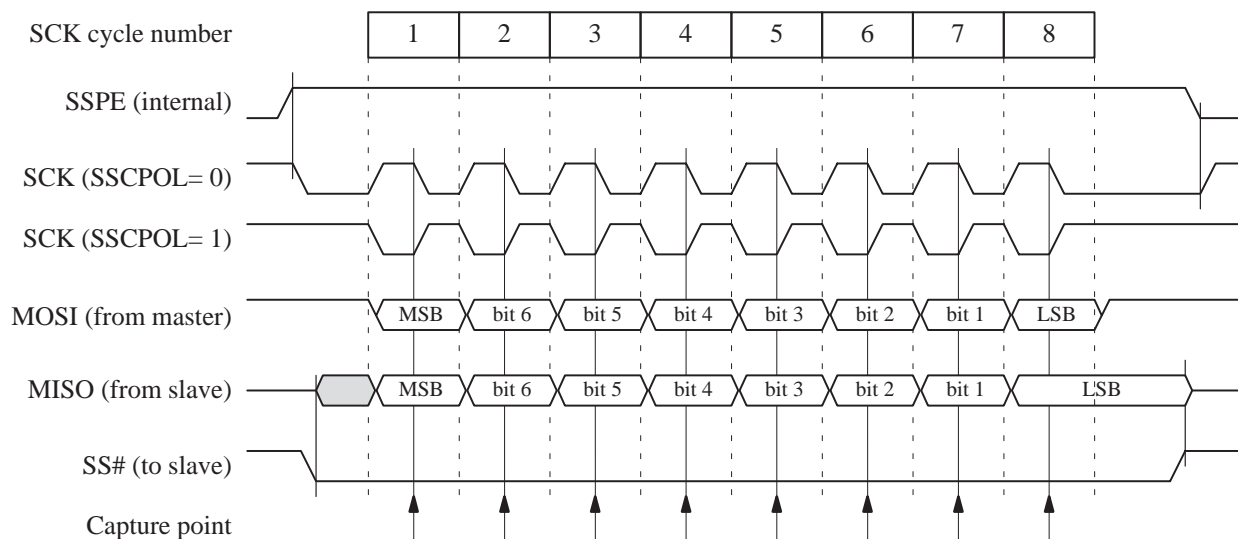 SCK cycle number 1 2 3 4 5 6 7 8
SSPE (internal)
SCK (SSCPOL= 0)
SCK (SSCPOL= 1)
MOSI (from master) MSB bit 6 bit 5 bit 4 bit 3 bit 2 bit 1 LSB
MISO (from slave) MSB bit 6 bit 5 bit 4 bit 3 bit 2 bit 1 LSB
SS# (to slave)
Capture point